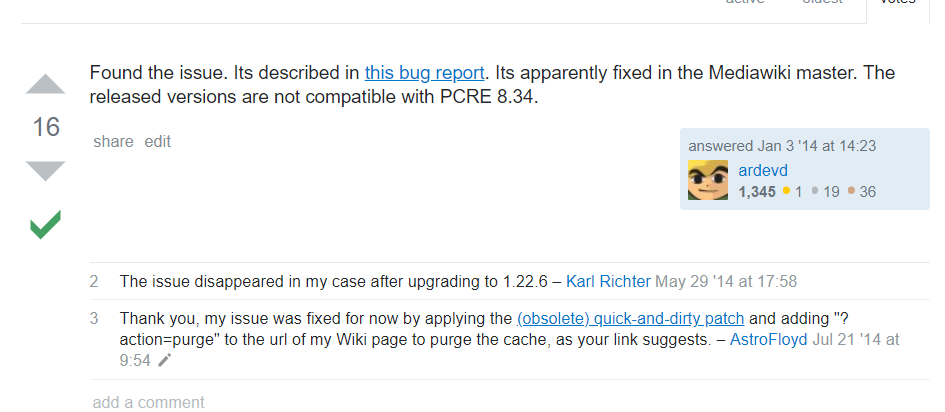 active oldest votes
Found the issue. Its described in this bug report. Its apparently fixed in the Mediawiki master. The
released versions are not compatible with PCRE 8.34.
16
share edit
answered Jan 3 '14 at 14:23
ardevd
1,345 1 19 36
2 The issue disappeared in my case after upgrading to 1.22.6 – Karl Richter May 29 '14 at 17:58
3 Thank you, my issue was fixed for now by applying the (obsolete) quick-and-dirty patch and adding "?
action=purge" to the url of my Wiki page to purge the cache, as your link suggests. – AstroFloyd Jul 21 '14 at
9:54
add a comment